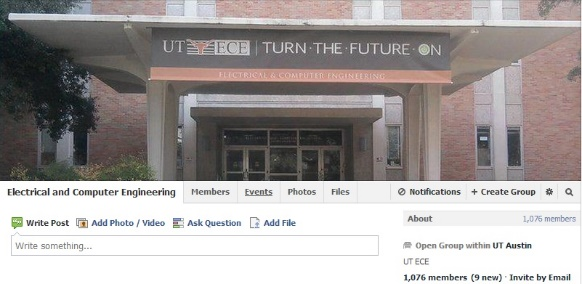 UT ECE | TURN·THE·FUTURE·ON
ELECTRICAL & COMPUTER ENGINEERING
Electrical and Computer Engineering Members Events Photos Files Notifications + Create Group
Write Post Add Photo / Video Ask Question Add File
Write something...
About 1,076 members
Open Group within UT Austin
UT ECE
1,076 members (9 new) · Invite by Email